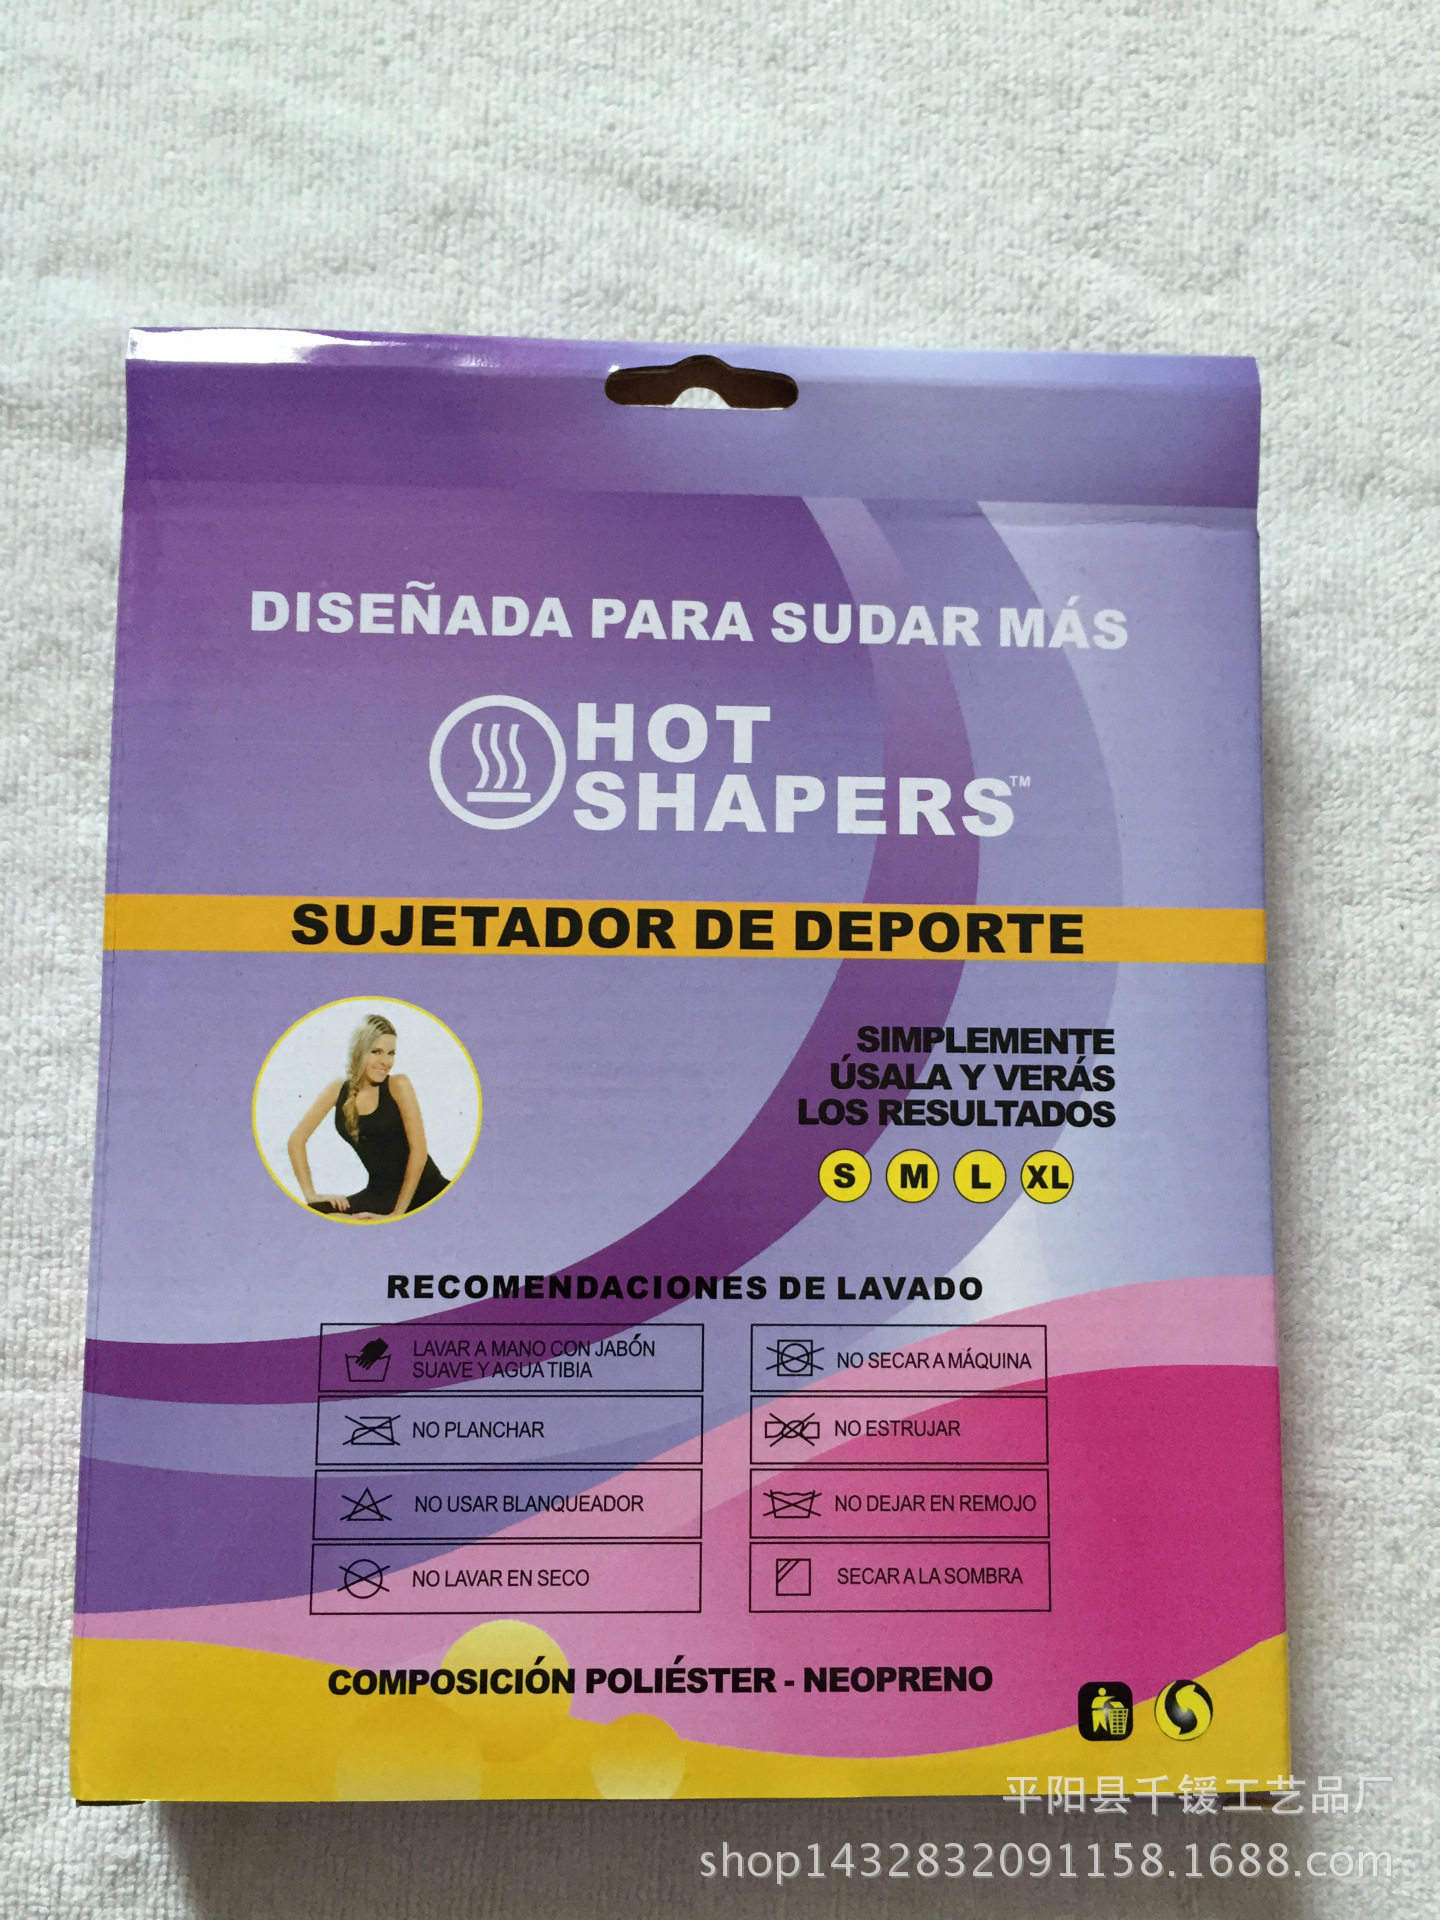 DISEÑADA PARA SUDAR MÁS
HOT
SHAPERS™
SUJETADOR DE DEPORTE
SIMPLEMENTE
ÚSALA Y VERÁS
LOS RESULTADOS
S M L XL
RECOMENDACIONES DE LAVADO
LAVAR A MANO CON JABÓN
SUAVE Y AGUA TIBIA
NO SECAR A MÁQUINA
NO PLANCHAR
NO ESTRUJAR
NO USAR BLANQUEADOR
NO DEJAR EN REMOJO
NO LAVAR EN SECO
SECAR A LA SOMBRA
COMPOSICIÓN POLIÉSTER - NEOPRENO
平阳县千锾工艺品厂
shop1432832091158.1688.com